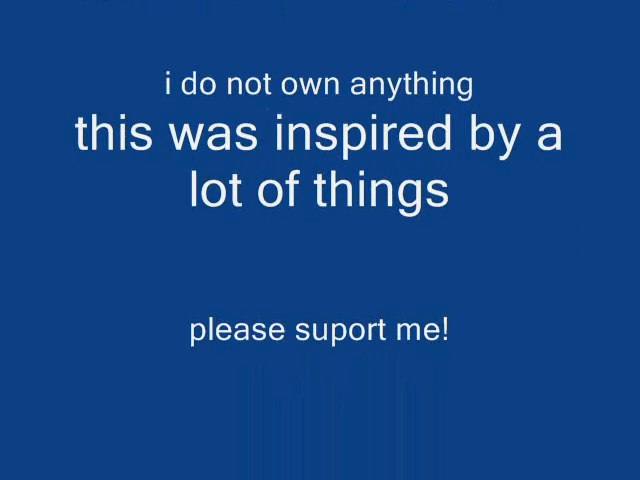 i do not own anything
this was inspired by a
lot of things
please suport me!